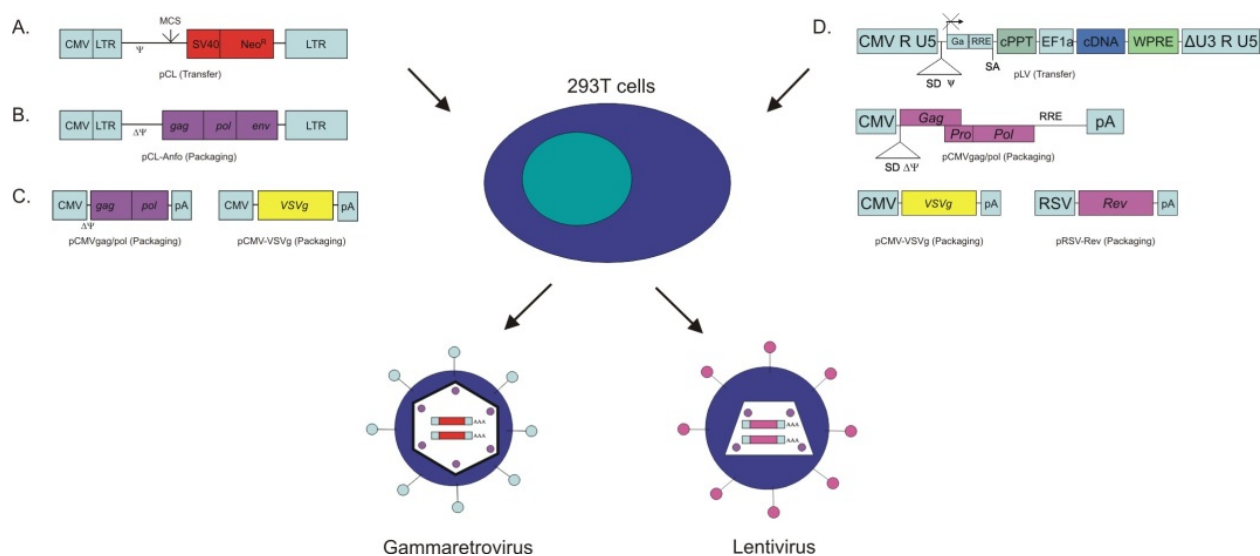 A.
MCS
CMV LTR Ψ SV40 Neoᴿ LTR
pCL (Transfer)
B.
CMV LTR ΔΨ gag pol env LTR
pCL-Anfo (Packaging)
C.
CMV gag pol pA
ΔΨ
pCMVgag/pol (Packaging)
CMV VSVg pA
pCMV-VSVg (Packaging)
293T cells
D.
CMV R U5 Ga RRE cPPT EF1a cDNA WPRE ΔU3 R U5
SA
SD Ψ
pLV (Transfer)
CMV Gag RRE pA
Pro Pol
SD ΔΨ
pCMVgag/pol (Packaging)
CMV VSVg pA
pCMV-VSVg (Packaging)
RSV Rev pA
pRSV-Rev (Packaging)
AAA
AAA
Gammaretrovirus
AAA
AAA
Lentivirus